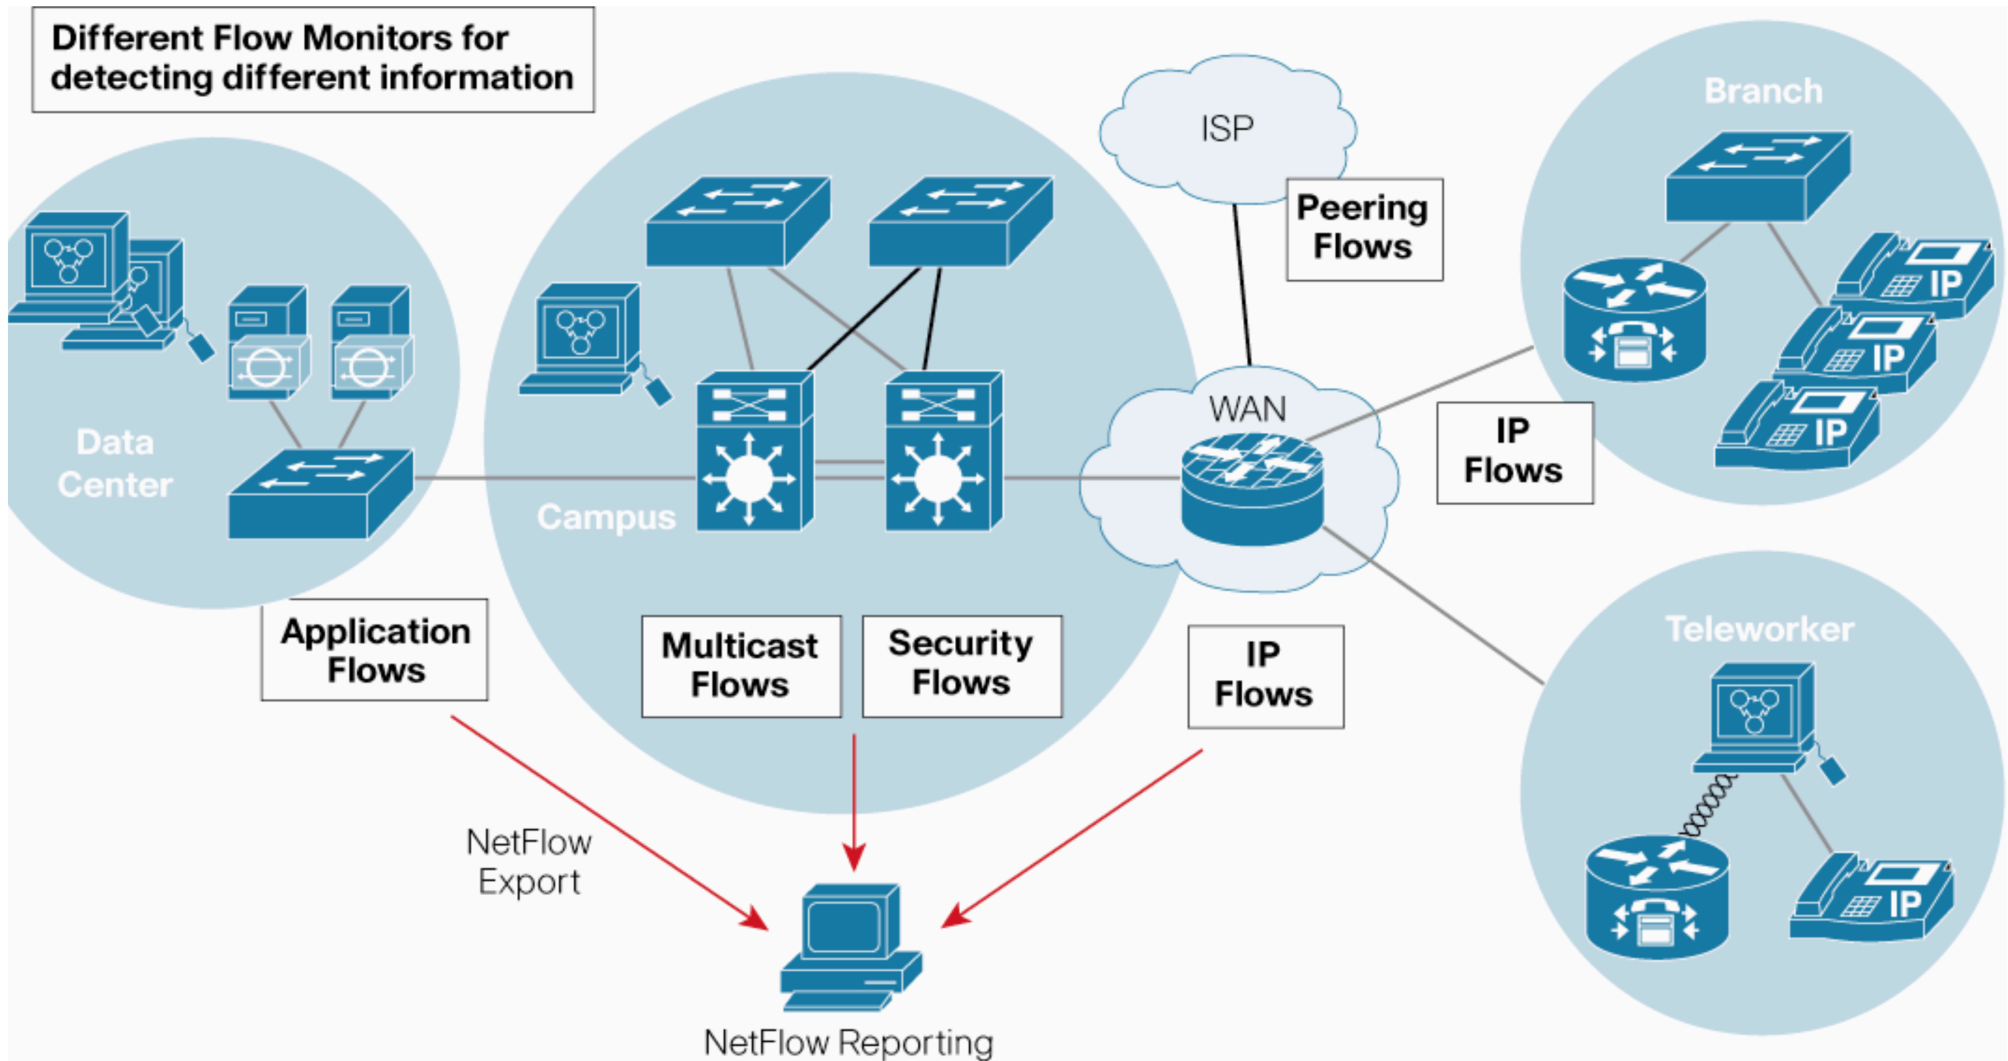 Different Flow Monitors for
detecting different information
ISP
Branch
Peering
Flows
IP
IP
IP
WAN
IP
Flows
Data
Center
Campus
Application
Flows
Multicast
Flows
Security
Flows
IP
Flows
Teleworker
IP
NetFlow
Export
NetFlow Reporting